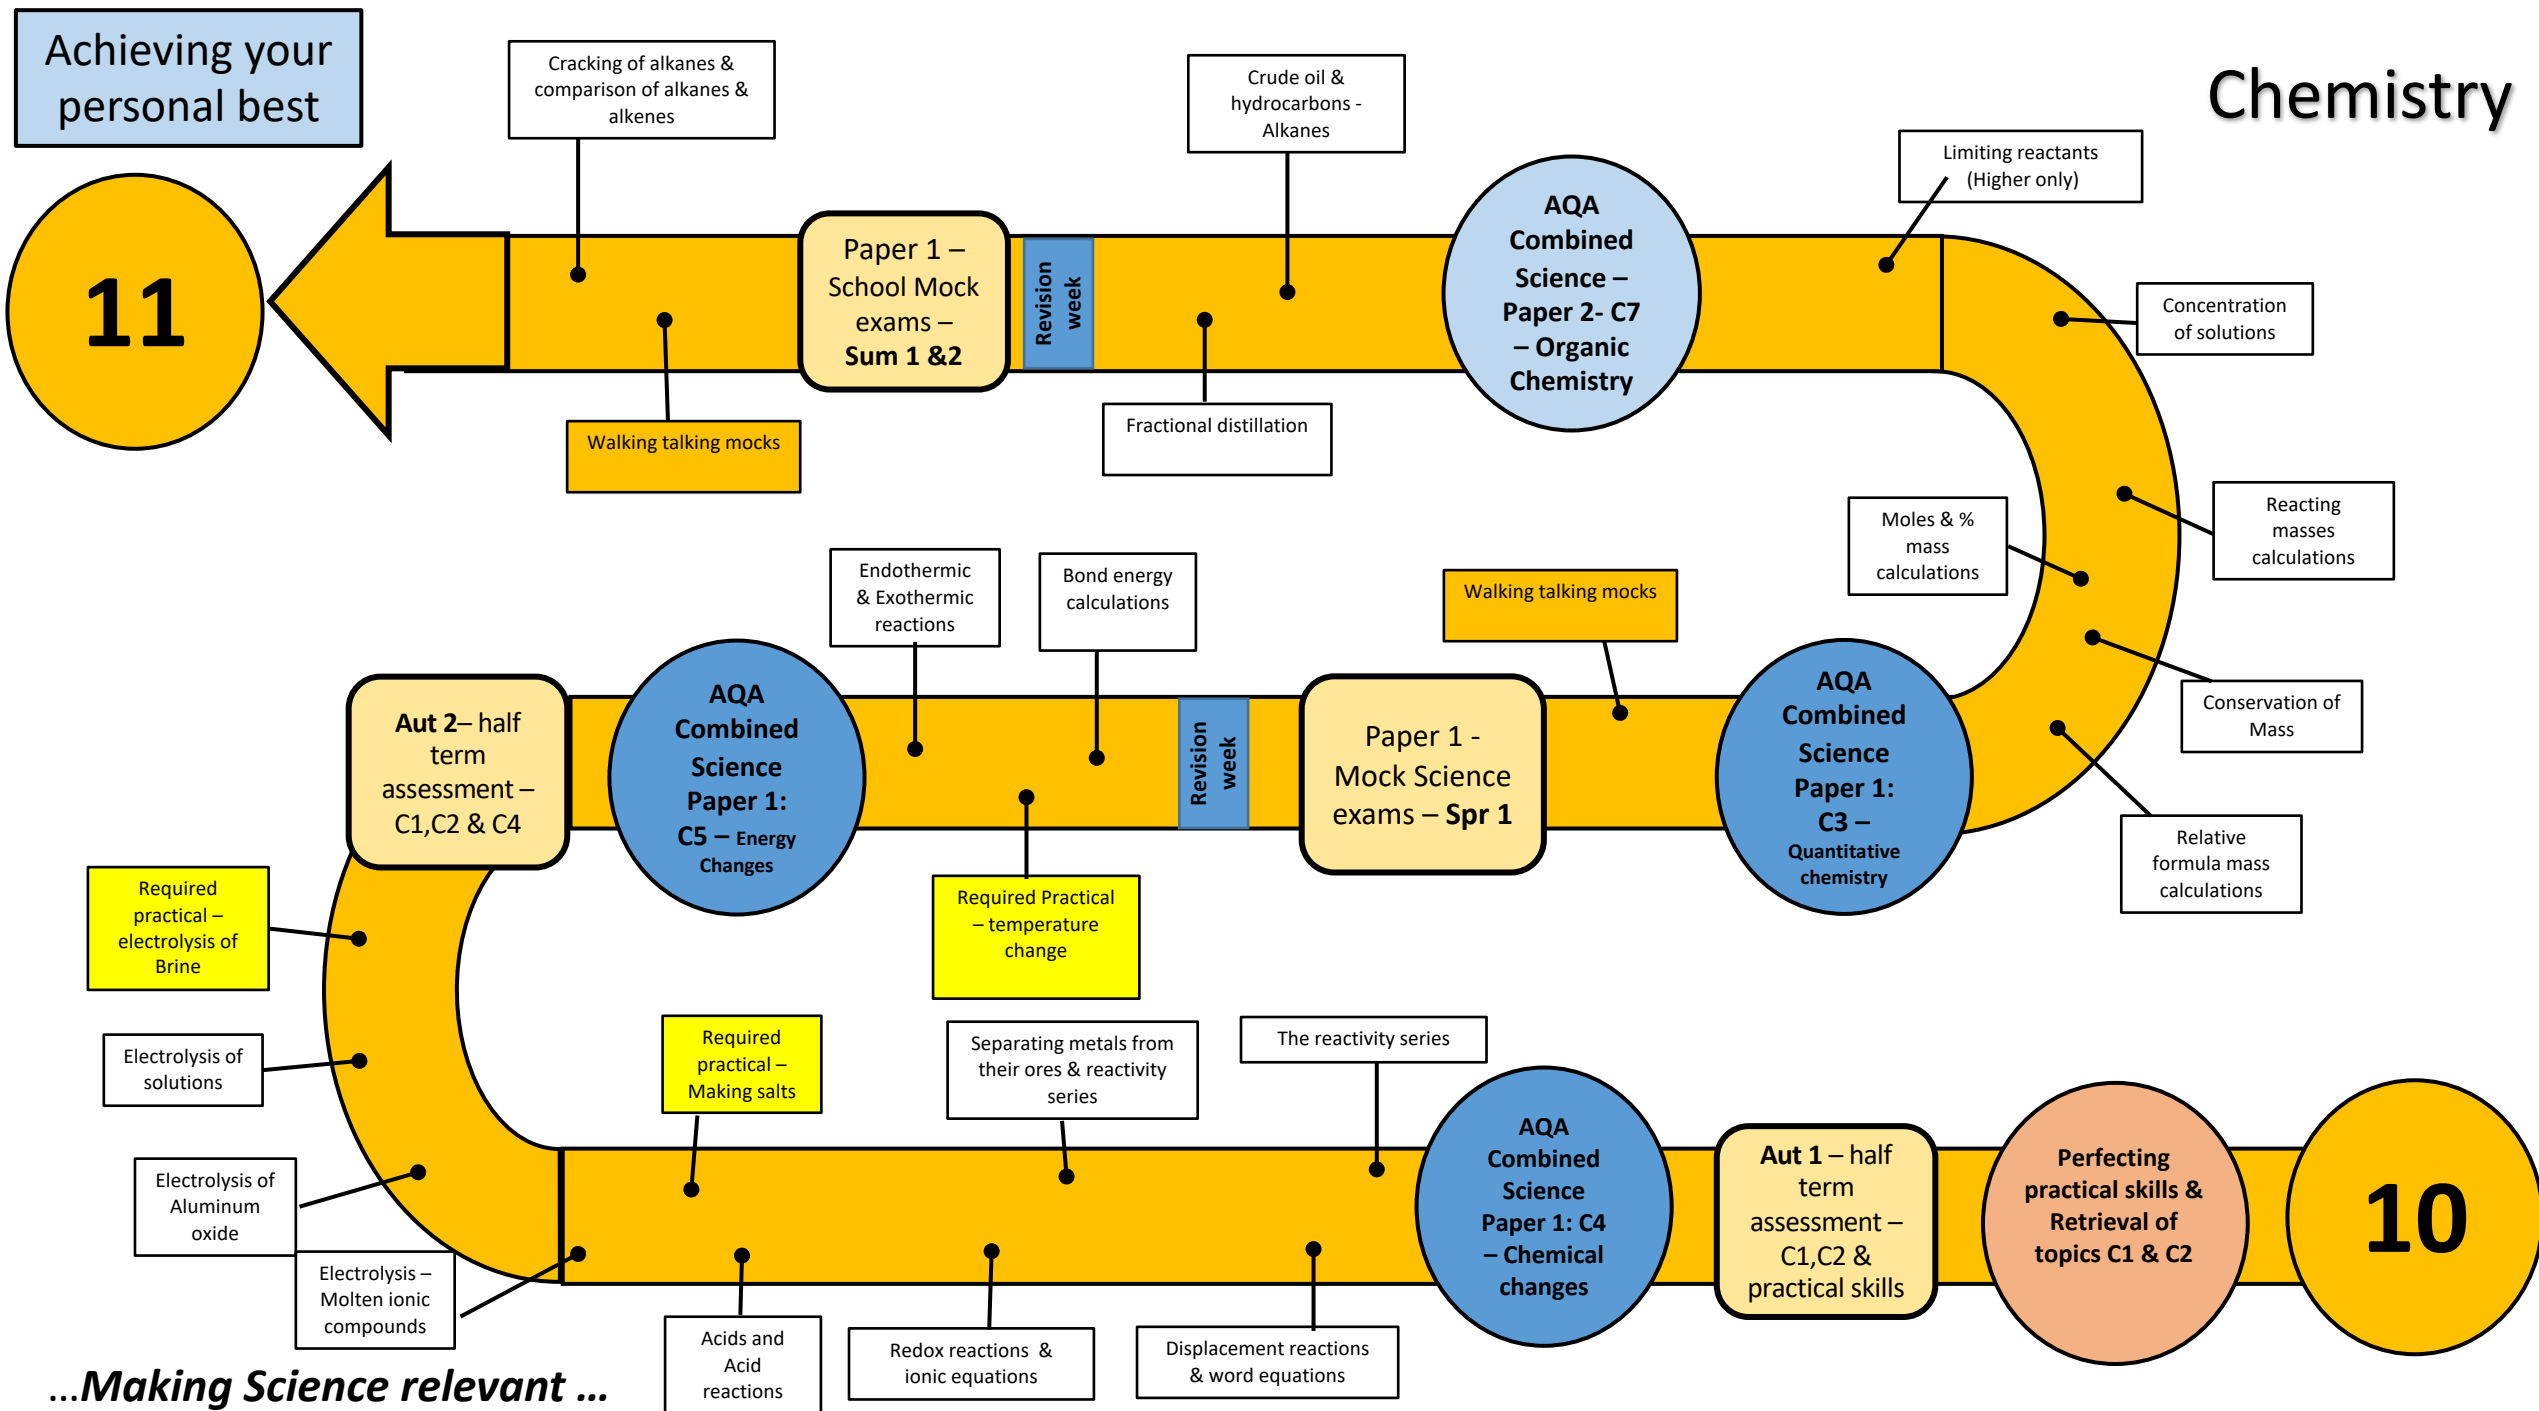 Achieving your
personal best
Chemistry
Cracking of alkanes &
comparison of alkanes &
alkenes
Crude oil &
hydrocarbons -
Alkanes
Limiting reactants
(Higher only)
11
Paper 1 –
School Mock
exams –
Sum 1 &2
Revision
week
AQA
Combined
Science –
Paper 2- C7
– Organic
Chemistry
Concentration
of solutions
Walking talking mocks
Fractional distillation
Reacting
masses
calculations
Moles & %
mass
calculations
Endothermic
& Exothermic
reactions
Bond energy
calculations
Walking talking mocks
Conservation of
Mass
Aut 2– half
term
assessment –
C1,C2 & C4
AQA
Combined
Science
Paper 1:
C5 – Energy
Changes
Revision
week
Paper 1 -
Mock Science
exams – Spr 1
AQA
Combined
Science
Paper 1:
C3 –
Quantitative
chemistry
Relative
formula mass
calculations
Required
practical –
electrolysis of
Brine
Required Practical
– temperature
change
Electrolysis of
solutions
Required
practical –
Making salts
Separating metals from
their ores & reactivity
series
The reactivity series
Electrolysis of
Aluminum
oxide
AQA
Combined
Science
Paper 1: C4
– Chemical
changes
Aut 1 – half
term
assessment –
C1,C2 &
practical skills
Perfecting
practical skills &
Retrieval of
topics C1 & C2
10
Electrolysis –
Molten ionic
compounds
Acids and
Acid
reactions
Redox reactions &
ionic equations
Displacement reactions
& word equations
...Making Science relevant ...